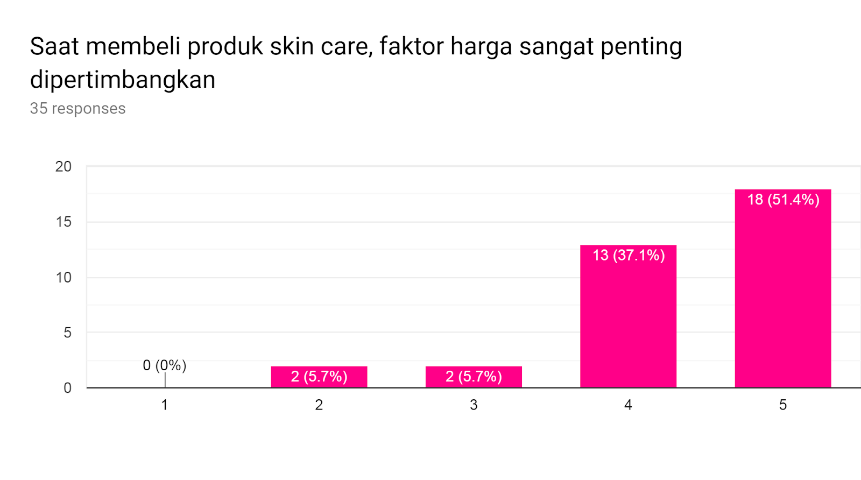 Saat membeli produk skin care, faktor harga sangat penting
dipertimbangkan
35 responses
20
15
10
5
0
0 (0%)
2 (5.7%)
2 (5.7%)
13 (37.1%)
18 (51.4%)
1 2 3 4 5